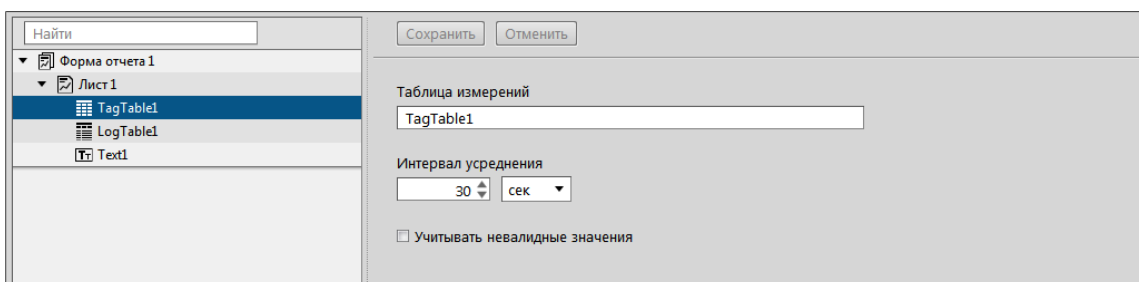 Найти
Форма отчета 1
Лист 1
TagTable1
LogTable1
Text1
Сохранить Отменить
Таблица измерений
TagTable1
Интервал усреднения
30 сек
Учитывать невалидные значения